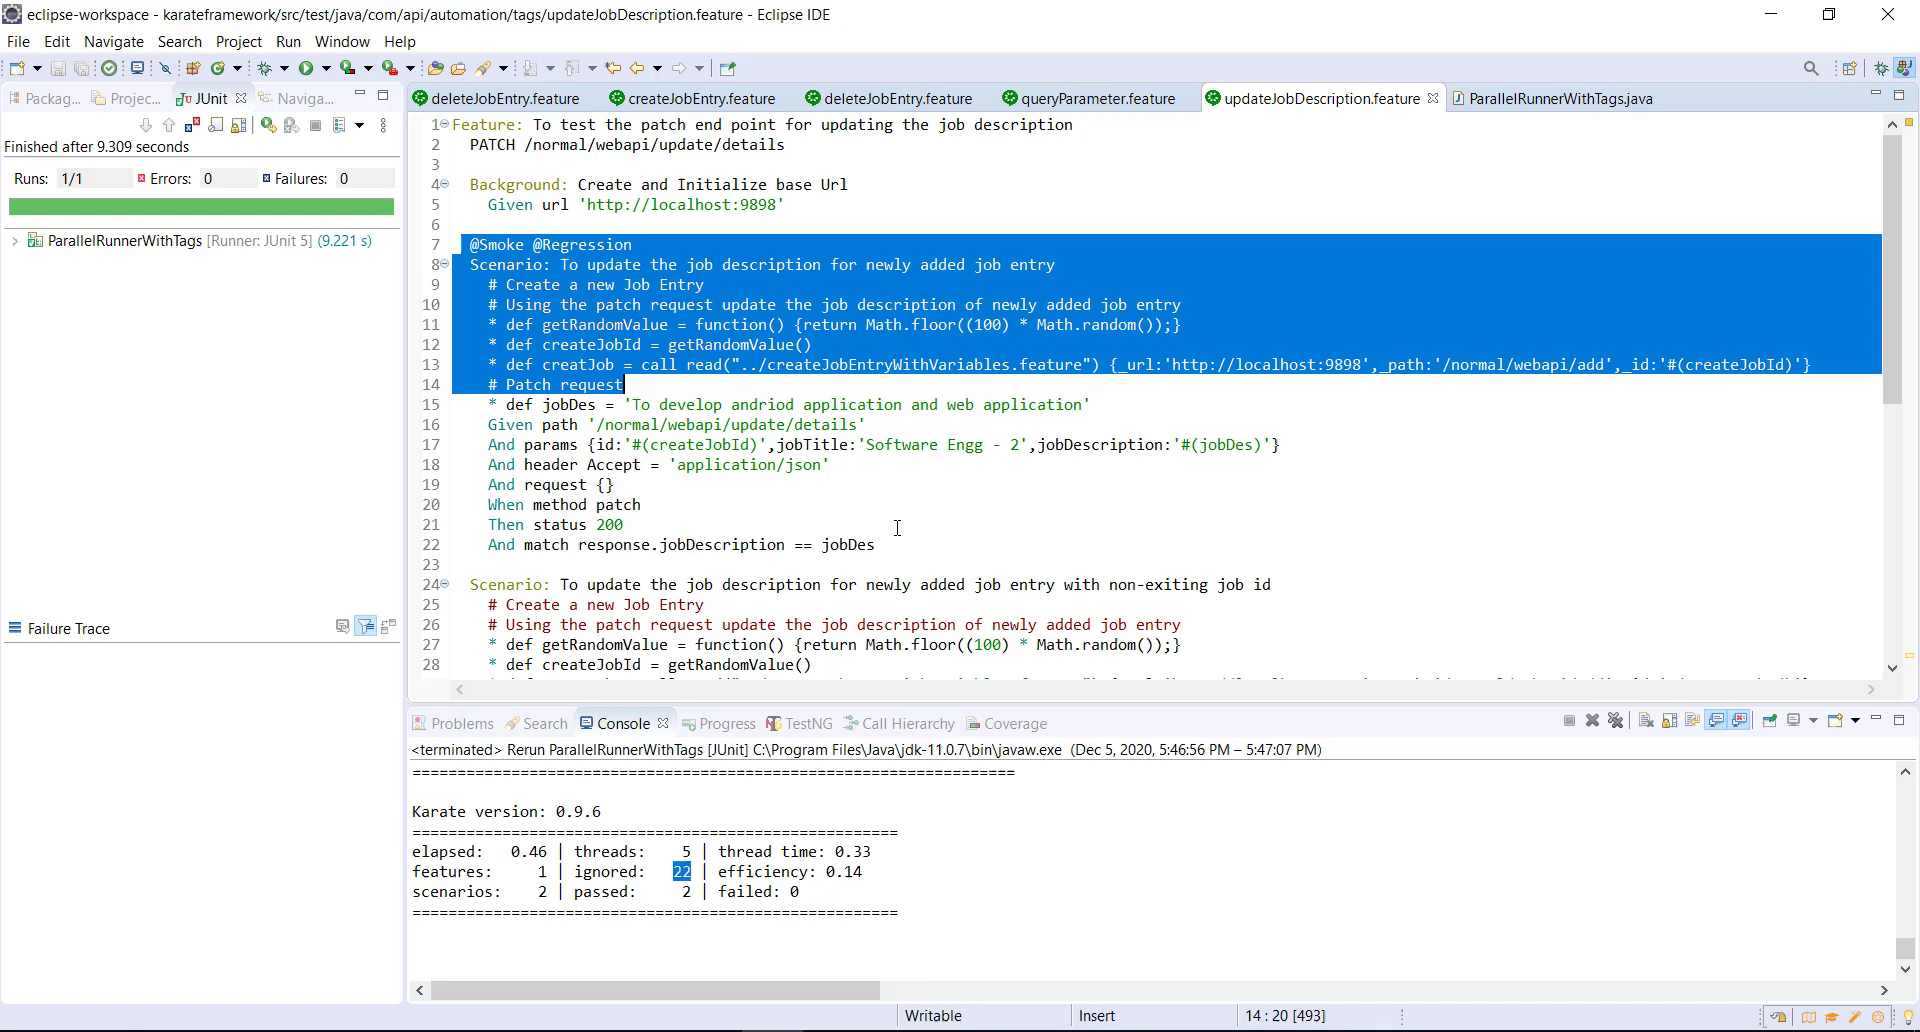 eclipse-workspace - karateframework/src/test/java/com/api/automation/tags/updateJobDescription.feature - Eclipse IDE
File Edit Navigate Search Project Run Window Help
Packag... Projec... JUnit Naviga...
deleteJobEntry.feature createJobEntry.feature deleteJobEntry.feature queryParameter.feature updateJobDescription.feature ParallelRunnerWithTags.java
Finished after 9.309 seconds
Runs: 1/1 Errors: 0 Failures: 0
ParallelRunnerWithTags [Runner: JUnit 5] (9.221 s)
Failure Trace
1 Feature: To test the patch end point for updating the job description
2 PATCH /normal/webapi/update/details
3
4 Background: Create and Initialize base Url
5 Given url 'http://localhost:9898'
6
7 @Smoke @Regression
8 Scenario: To update the job description for newly added job entry
9 # Create a new Job Entry
10 # Using the patch request update the job description of newly added job entry
11 * def getRandomValue = function() {return Math.floor((100) * Math.random());}
12 * def createJobId = getRandomValue()
13 * def creatJob = call read("../createJobEntryWithVariables.feature") {_url:'http://localhost:9898',_path:'/normal/webapi/add',_id:'#(createJobId)'}
14 # Patch request
15 * def jobDes = 'To develop andriod application and web application'
16 Given path '/normal/webapi/update/details'
17 And params {id:'#(createJobId)',jobTitle:'Software Engg - 2',jobDescription:'#(jobDes)'}
18 And header Accept = 'application/json'
19 And request {}
20 When method patch
21 Then status 200
22 And match response.jobDescription == jobDes
23
24 Scenario: To update the job description for newly added job entry with non-exiting job id
25 # Create a new Job Entry
26 # Using the patch request update the job description of newly added job entry
27 * def getRandomValue = function() {return Math.floor((100) * Math.random());}
28 * def createJobId = getRandomValue()
Problems Search Console Progress TestNG Call Hierarchy Coverage
<terminated> Rerun ParallelRunnerWithTags [JUnit] C:\Program Files\Java\jdk-11.0.7\bin\javaw.exe (Dec 5, 2020, 5:46:56 PM – 5:47:07 PM)
===================================================================
Karate version: 0.9.6
======================================================
elapsed: 0.46 | threads: 5 | thread time: 0.33
features: 1 | ignored: 22 | efficiency: 0.14
scenarios: 2 | passed: 2 | failed: 0
======================================================
Writable Insert 14 : 20 [493]